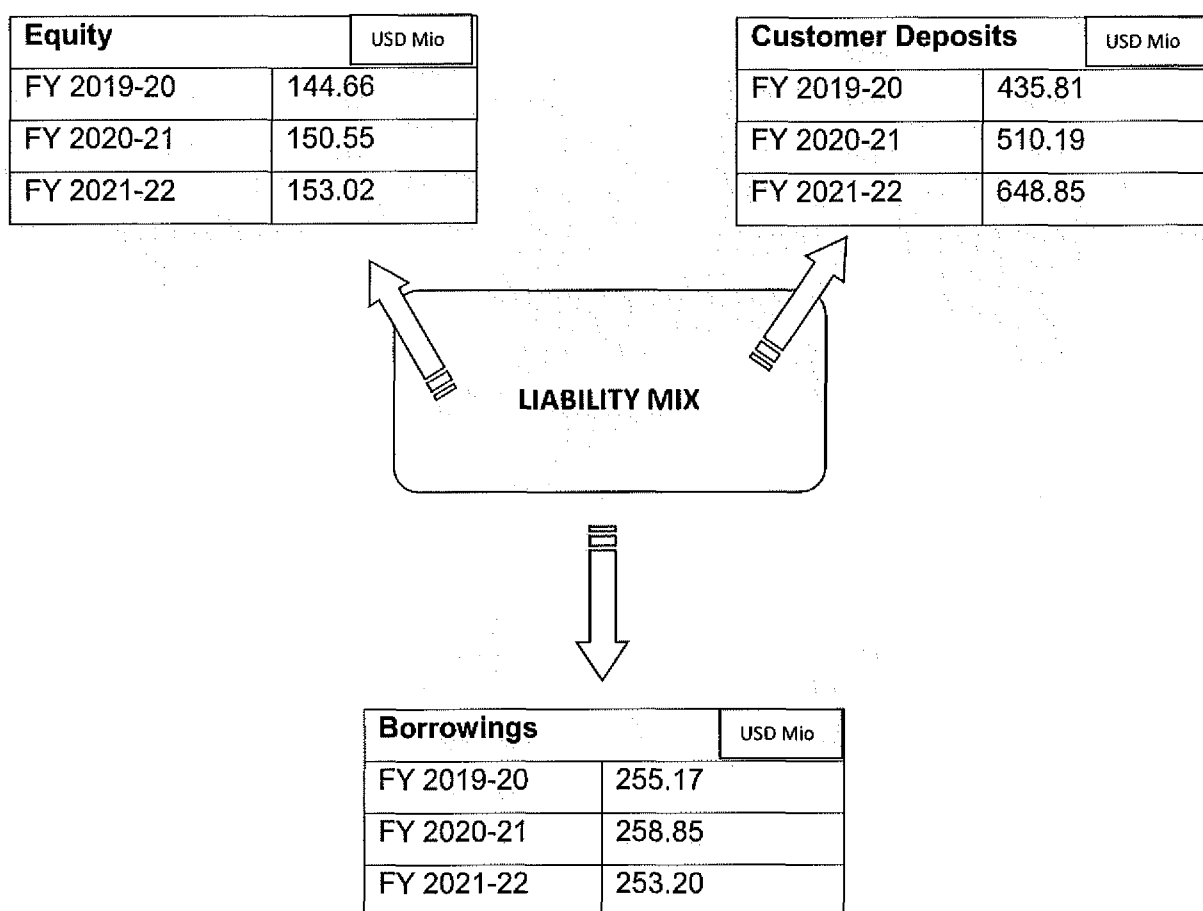 Equity USD Mio
FY 2019-20 144.66
FY 2020-21 150.55
FY 2021-22 153.02
Customer Deposits USD Mio
FY 2019-20 435.81
FY 2020-21 510.19
FY 2021-22 648.85
LIABILITY MIX
Borrowings USD Mio
FY 2019-20 255.17
FY 2020-21 258.85
FY 2021-22 253.20